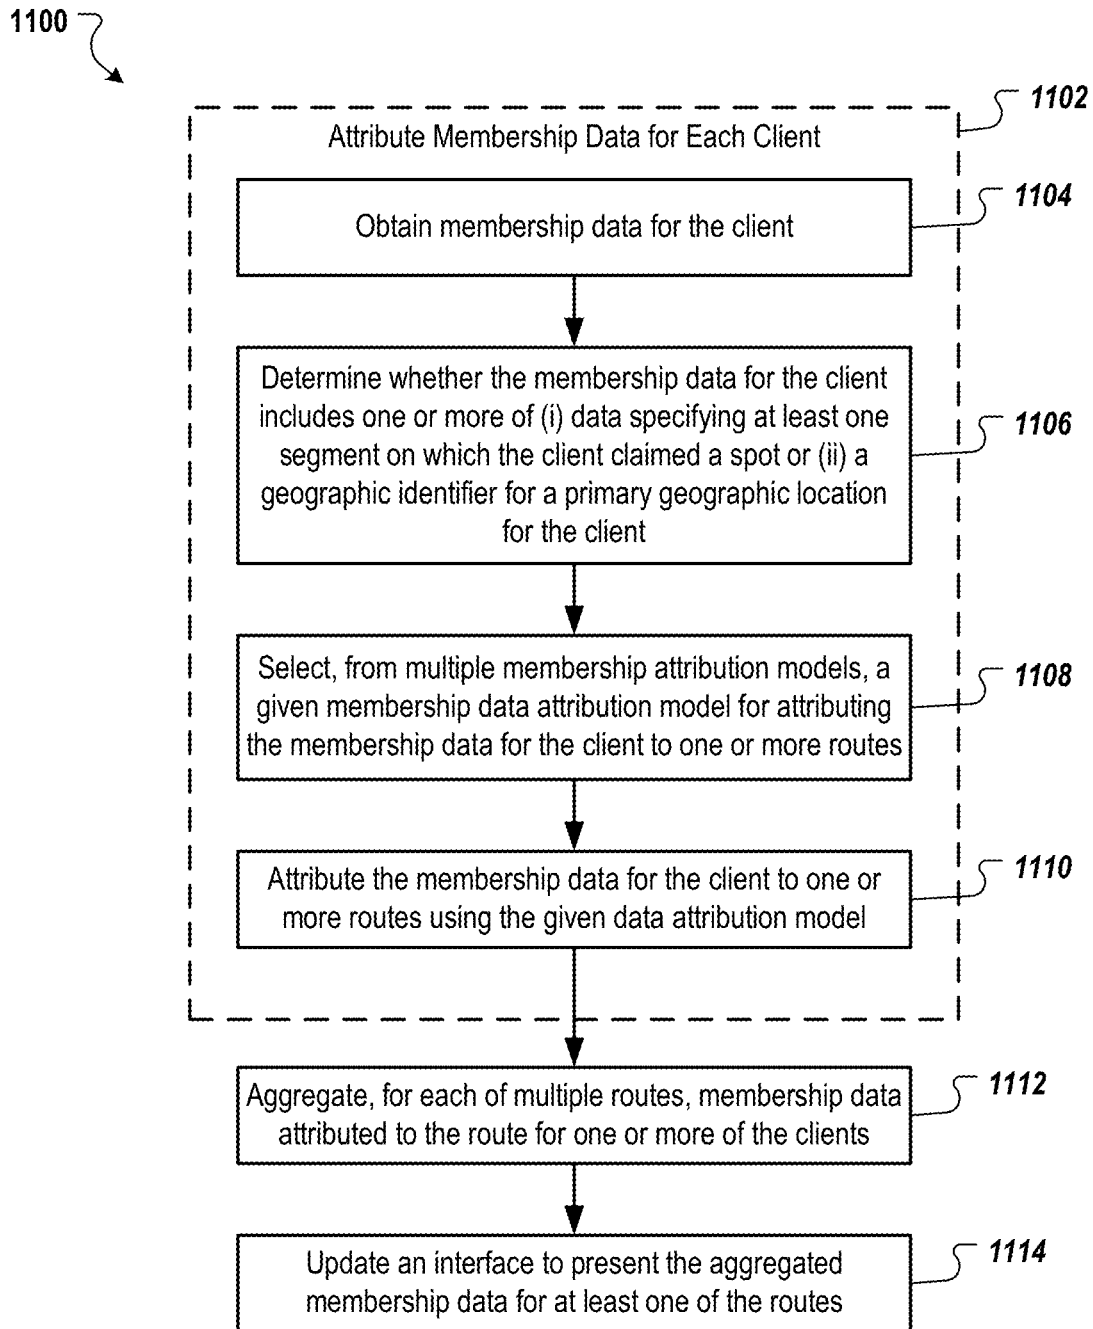 1100
1102
Attribute Membership Data for Each Client
1104
Obtain membership data for the client
Determine whether the membership data for the client
includes one or more of (i) data specifying at least one
segment on which the client claimed a spot or (ii) a
geographic identifier for a primary geographic location
for the client
1106
Select, from multiple membership attribution models, a
given membership data attribution model for attributing
the membership data for the client to one or more routes
1108
Attribute the membership data for the client to one or
more routes using the given data attribution model
1110
Aggregate, for each of multiple routes, membership data
attributed to the route for one or more of the clients
1112
Update an interface to present the aggregated
membership data for at least one of the routes
1114